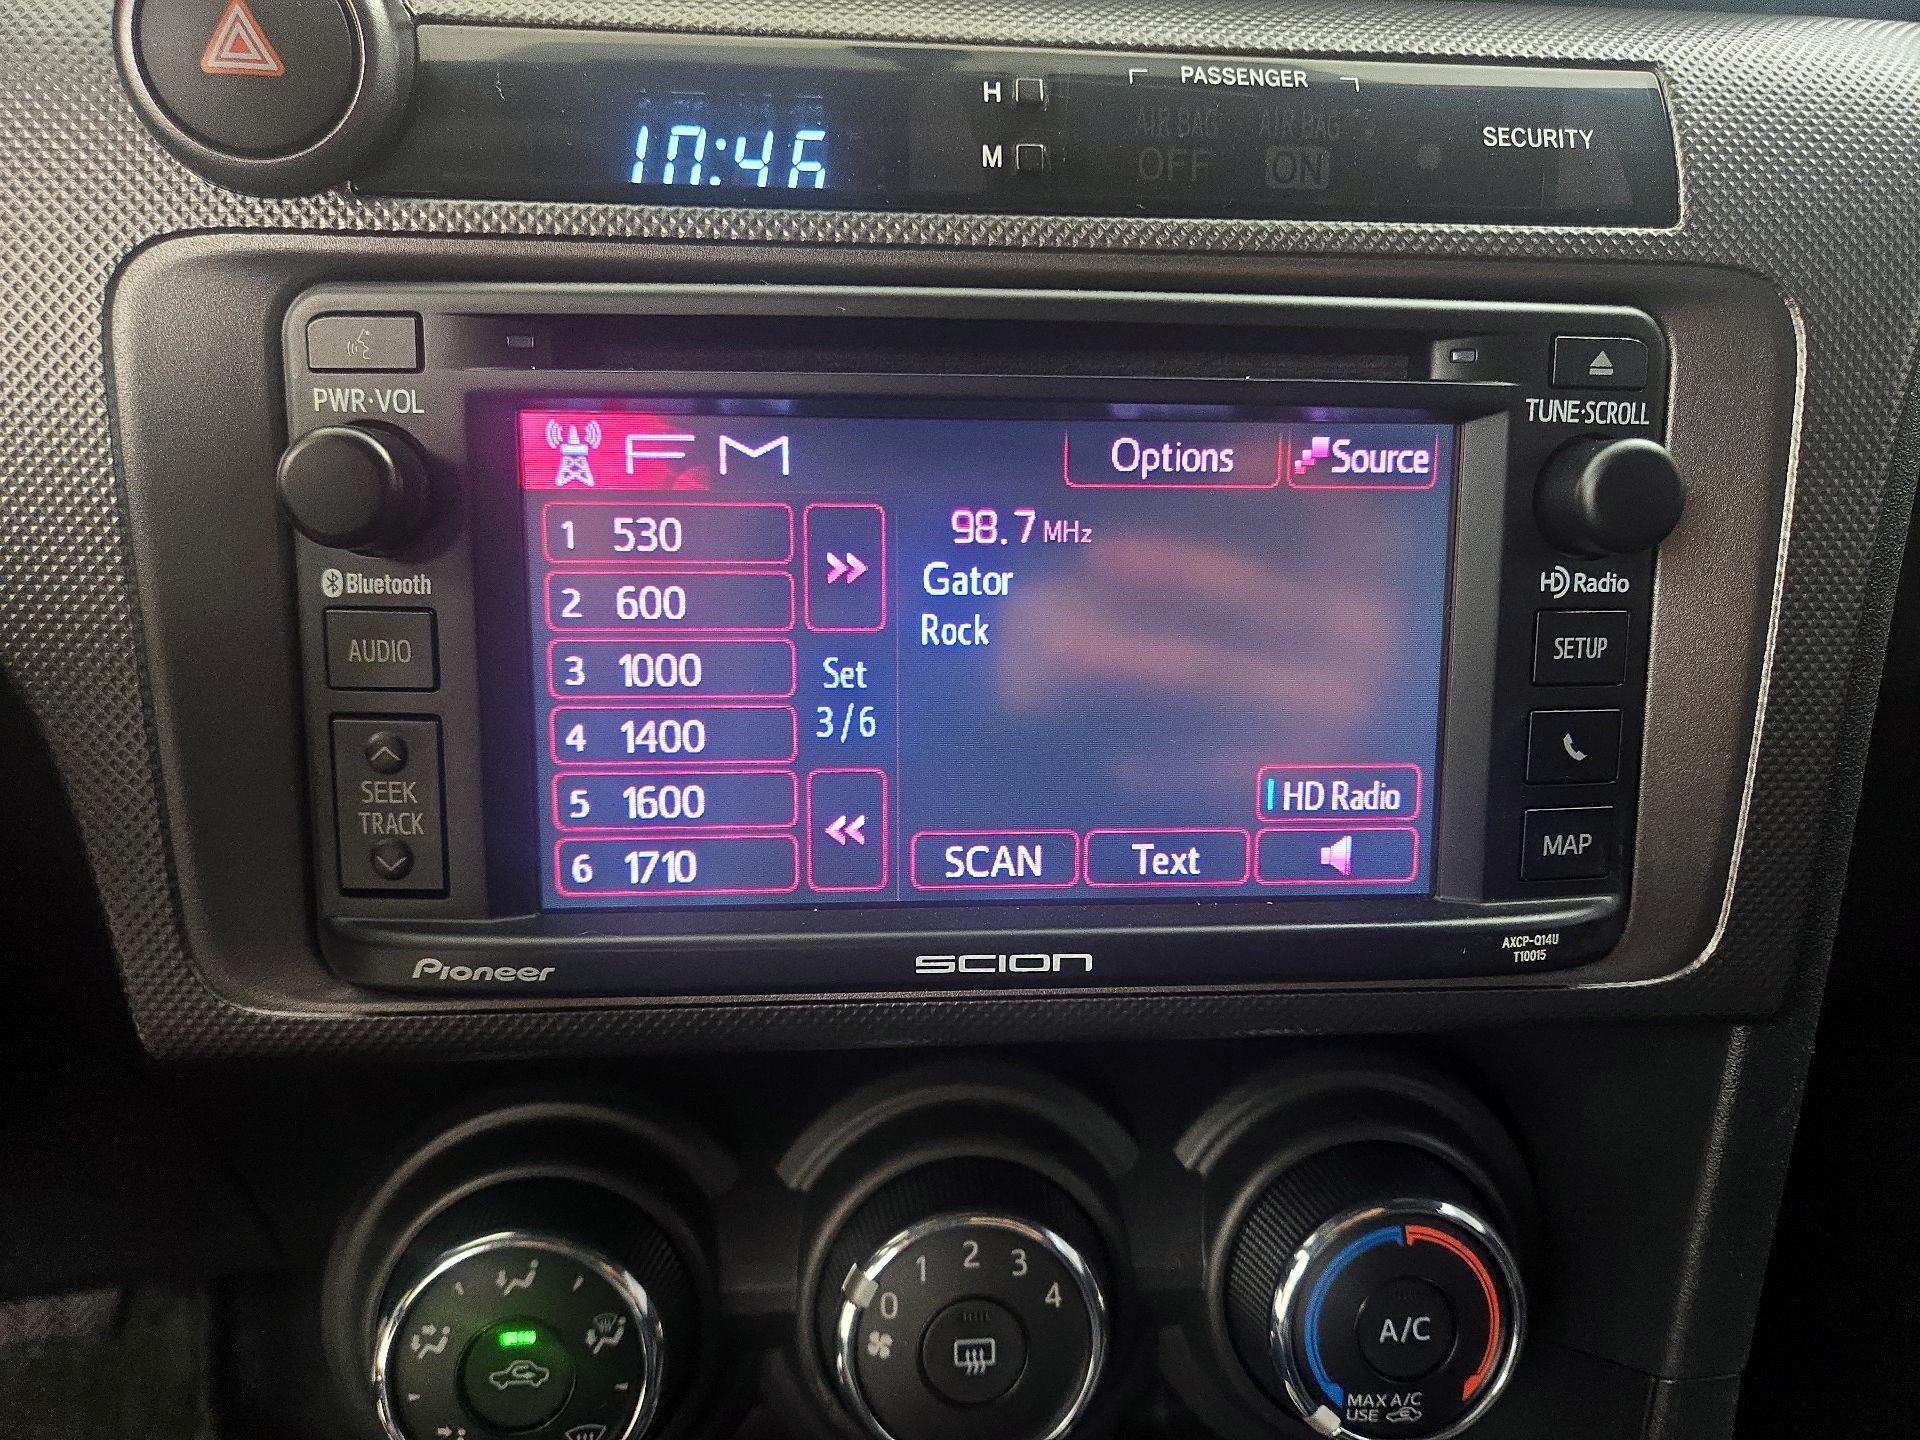 10:46
H
M
PASSENGER
AIR BAG AIR BAG
OFF ON
SECURITY
PWR·VOL
TUNE·SCROLL
FM
Options
Source
1 530
2 600
3 1000
4 1400
5 1600
6 1710
Set
3/6
98.7 MHz
Gator
Rock
HD Radio
SCAN
Text
Bluetooth
AUDIO
SEEK
TRACK
HD Radio
SETUP
MAP
Pioneer
SCION
AXCP-Q14U
T10015
0 1 2 3 4
A/C
MAX A/C
USE